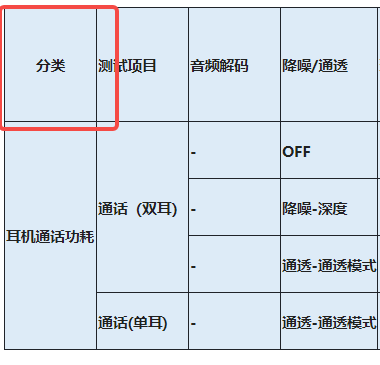 分类 测试项目 音频解码 降噪/通透
耳机通话功耗 通话（双耳） - OFF
- 降噪-深度
- 通透-通透模式
通话(单耳) - 通透-通透模式